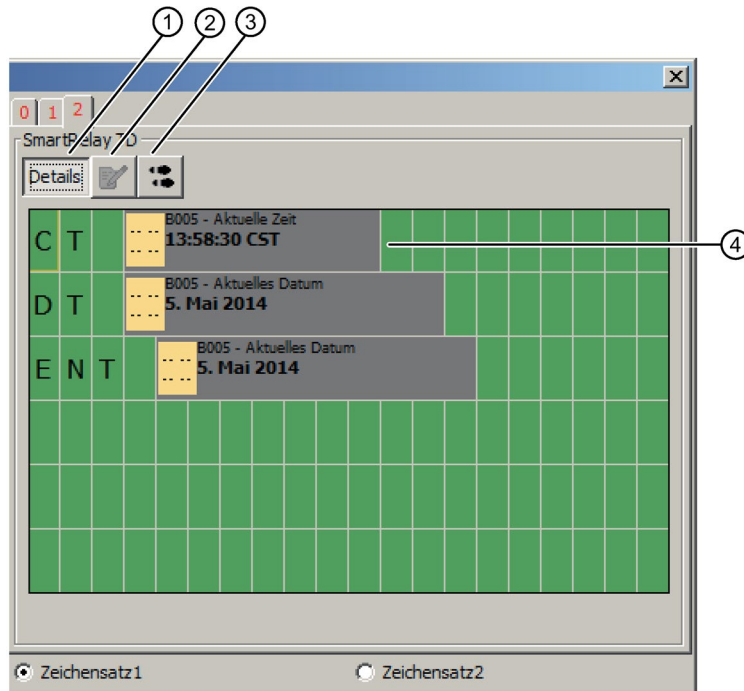 1 2 3
0 1 2
SmartRelay TD
Details
B005 - Aktuelle Zeit
C T 13:58:30 CST
4
B005 - Aktuelles Datum
D T 5. Mai 2014
B005 - Aktuelles Datum
E N T 5. Mai 2014
Zeichensatz1 Zeichensatz2